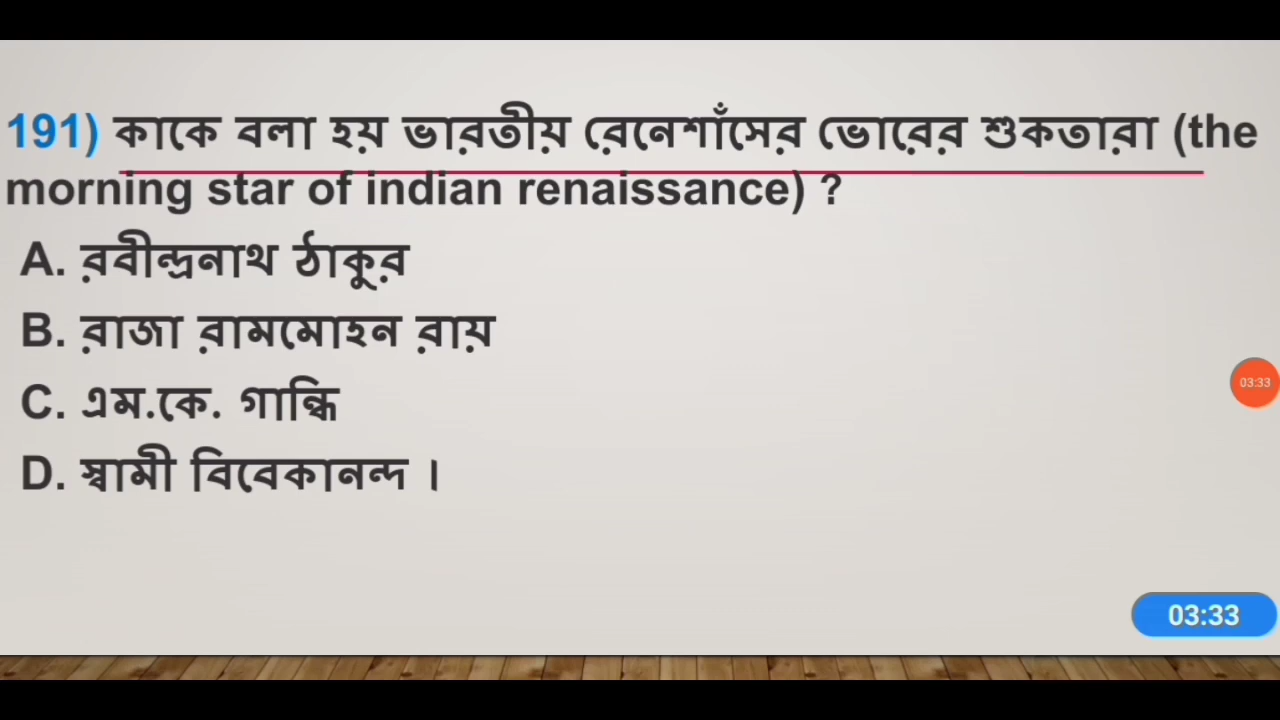 191) কাকে বলা হয় ভারতীয় রেনেশাঁসের ভোরের শুকতারা (the
morning star of indian renaissance) ?
A. রবীন্দ্রনাথ ঠাকুর
B. রাজা রামমোহন রায়
C. এম.কে. গান্ধি
D. স্বামী বিবেকানন্দ ।
03:33
03:33